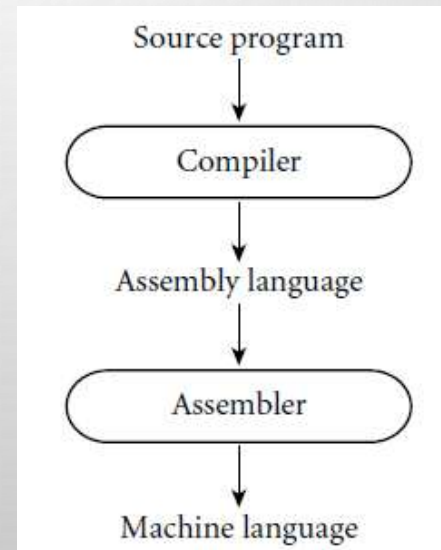 Source program
Compiler
Assembly language
Assembler
Machine language